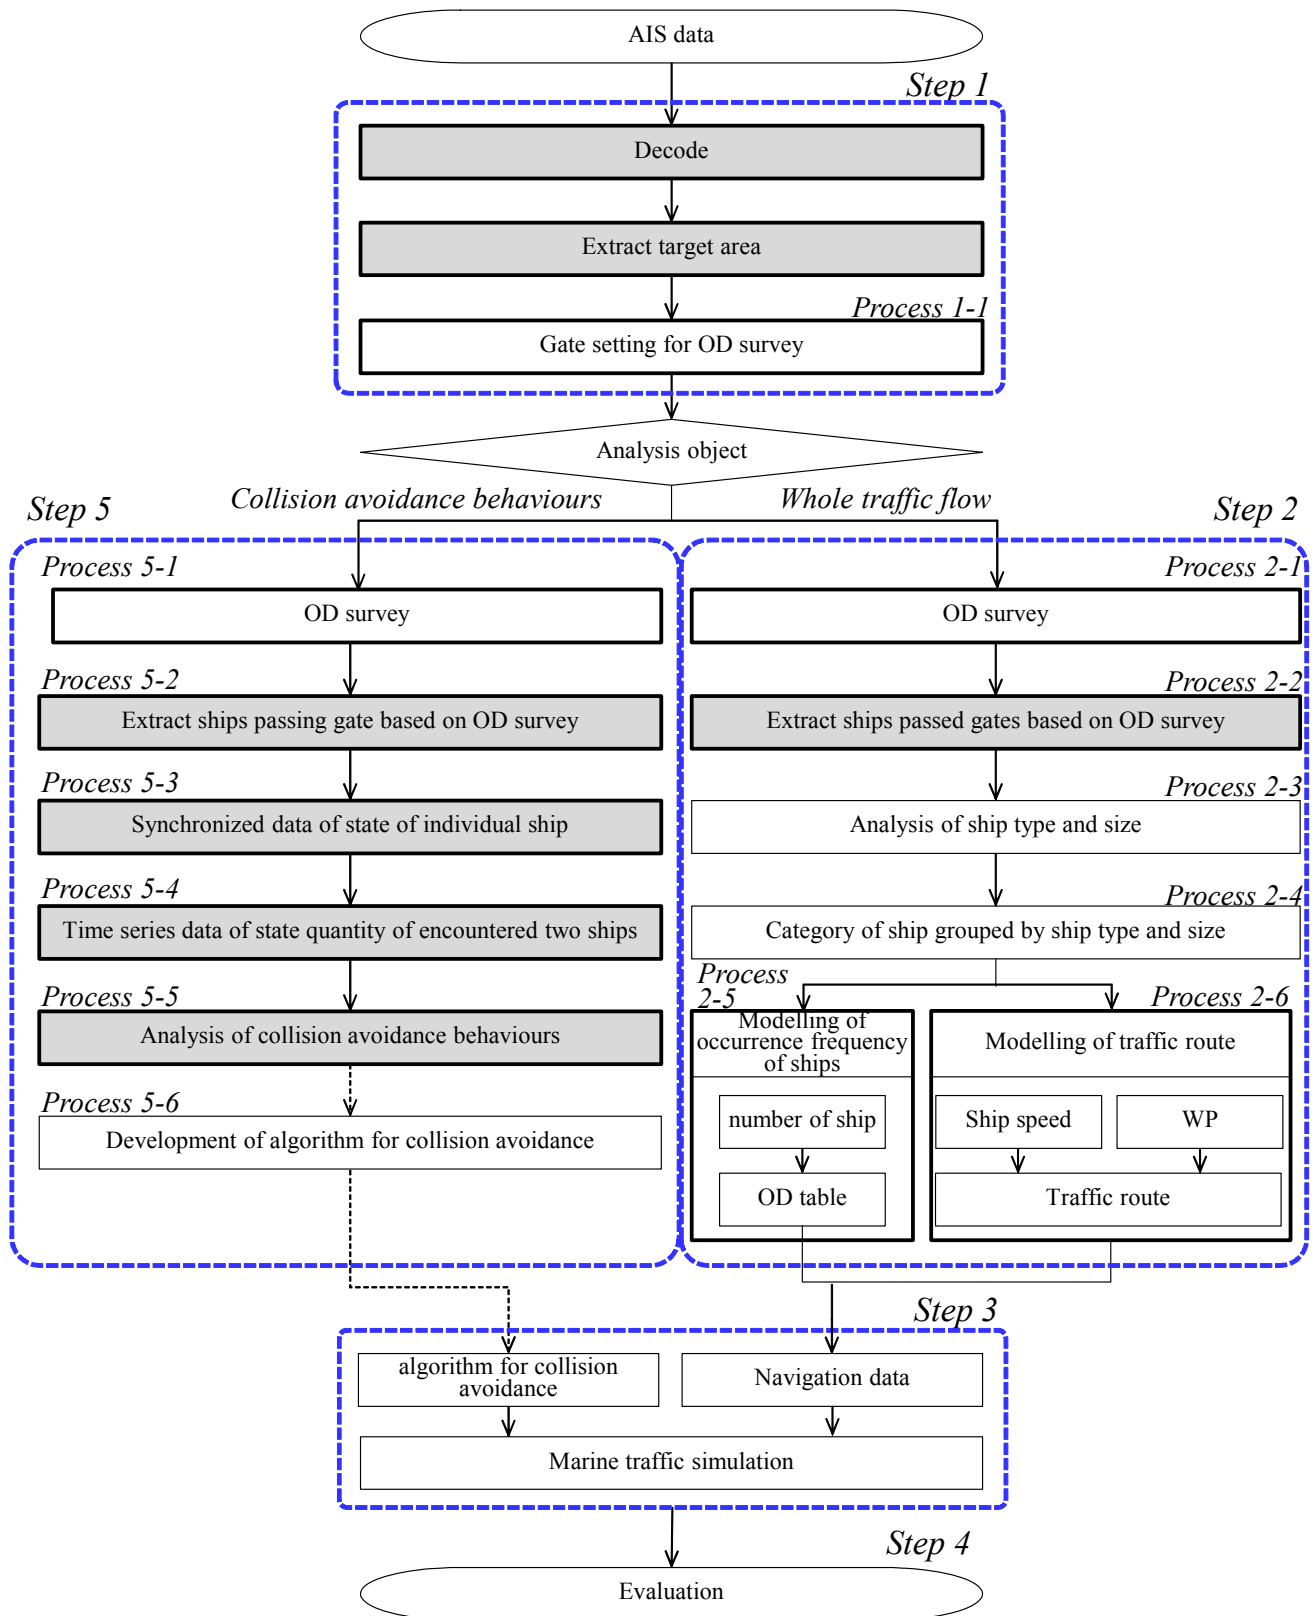 AIS data
Step 1
Decode
Extract target area
Process 1-1
Gate setting for OD survey
Analysis object
Collision avoidance behaviours
Whole traffic flow
Step 5
Process 5-1
OD survey
Process 5-2
Extract ships passing gate based on OD survey
Process 5-3
Synchronized data of state of individual ship
Process 5-4
Time series data of state quantity of encountered two ships
Process 5-5
Analysis of collision avoidance behaviours
Process 5-6
Development of algorithm for collision avoidance
Step 2
Process 2-1
OD survey
Process 2-2
Extract ships passed gates based on OD survey
Process 2-3
Analysis of ship type and size
Process 2-4
Category of ship grouped by ship type and size
Process
2-5
Modelling of
occurrence frequency
of ships
number of ship
OD table
Process 2-6
Modelling of traffic route
Ship speed
WP
Traffic route
Step 3
algorithm for collision
avoidance
Navigation data
Marine traffic simulation
Step 4
Evaluation